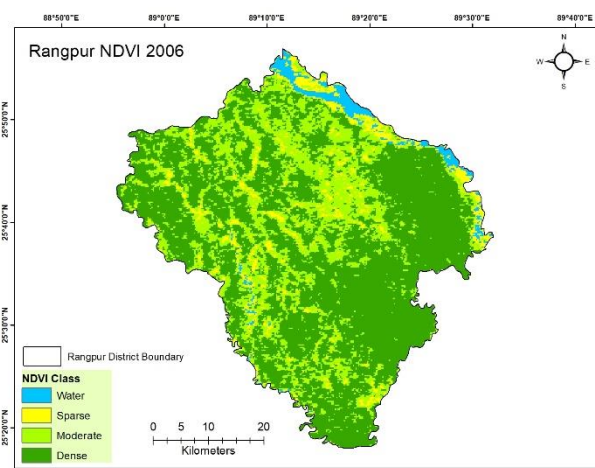 88°50'0"E 89°0'0"E 89°10'0"E 89°20'0"E 89°30'0"E 89°40'0"E
Rangpur NDVI 2006
N
W E
S
25°50'0"N
25°40'0"N
25°30'0"N
25°20'0"N
Rangpur District Boundary
NDVI Class
Water
Sparse
Moderate
Dense
0 5 10 20
Kilometers